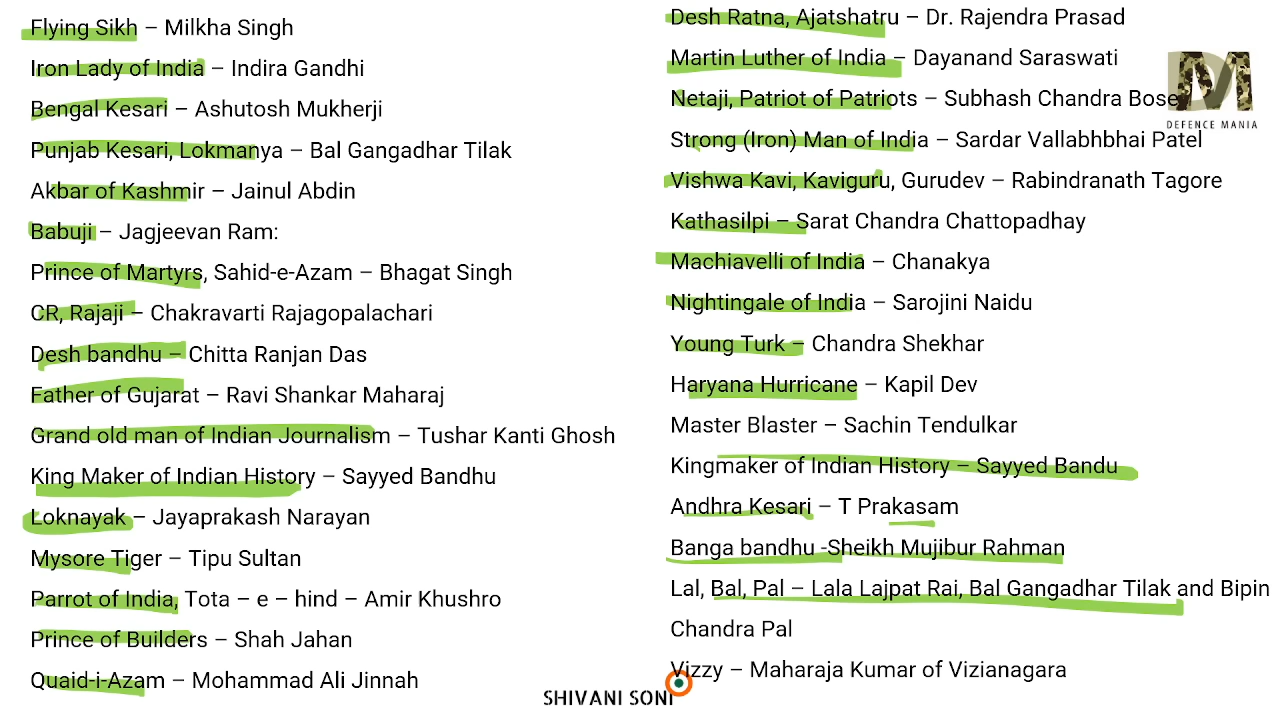 Flying Sikh – Milkha Singh
Iron Lady of India – Indira Gandhi
Bengal Kesari – Ashutosh Mukherji
Punjab Kesari, Lokmanya – Bal Gangadhar Tilak
Akbar of Kashmir – Jainul Abdin
Babuji – Jagjeevan Ram:
Prince of Martyrs, Sahid-e-Azam – Bhagat Singh
CR, Rajaji – Chakravarti Rajagopalachari
Desh bandhu – Chitta Ranjan Das
Father of Gujarat – Ravi Shankar Maharaj
Grand old man of Indian Journalism – Tushar Kanti Ghosh
King Maker of Indian History – Sayyed Bandhu
Loknayak – Jayaprakash Narayan
Mysore Tiger – Tipu Sultan
Parrot of India, Tota – e – hind – Amir Khushro
Prince of Builders – Shah Jahan
Quaid-i-Azam – Mohammad Ali Jinnah
Desh Ratna, Ajatshatru – Dr. Rajendra Prasad
Martin Luther of India – Dayanand Saraswati
Netaji, Patriot of Patriots – Subhash Chandra Bose
Strong (Iron) Man of India – Sardar Vallabhbhai Patel
Vishwa Kavi, Kaviguru, Gurudev – Rabindranath Tagore
Kathasilpi – Sarat Chandra Chattopadhay
Machiavelli of India – Chanakya
Nightingale of India – Sarojini Naidu
Young Turk – Chandra Shekhar
Haryana Hurricane – Kapil Dev
Master Blaster – Sachin Tendulkar
Kingmaker of Indian History – Sayyed Bandu
Andhra Kesari – T Prakasam
Banga bandhu -Sheikh Mujibur Rahman
Lal, Bal, Pal – Lala Lajpat Rai, Bal Gangadhar Tilak and Bipin
Chandra Pal
Vizzy – Maharaja Kumar of Vizianagara
DM
DEFENCE MANIA
SHIVANI SONI